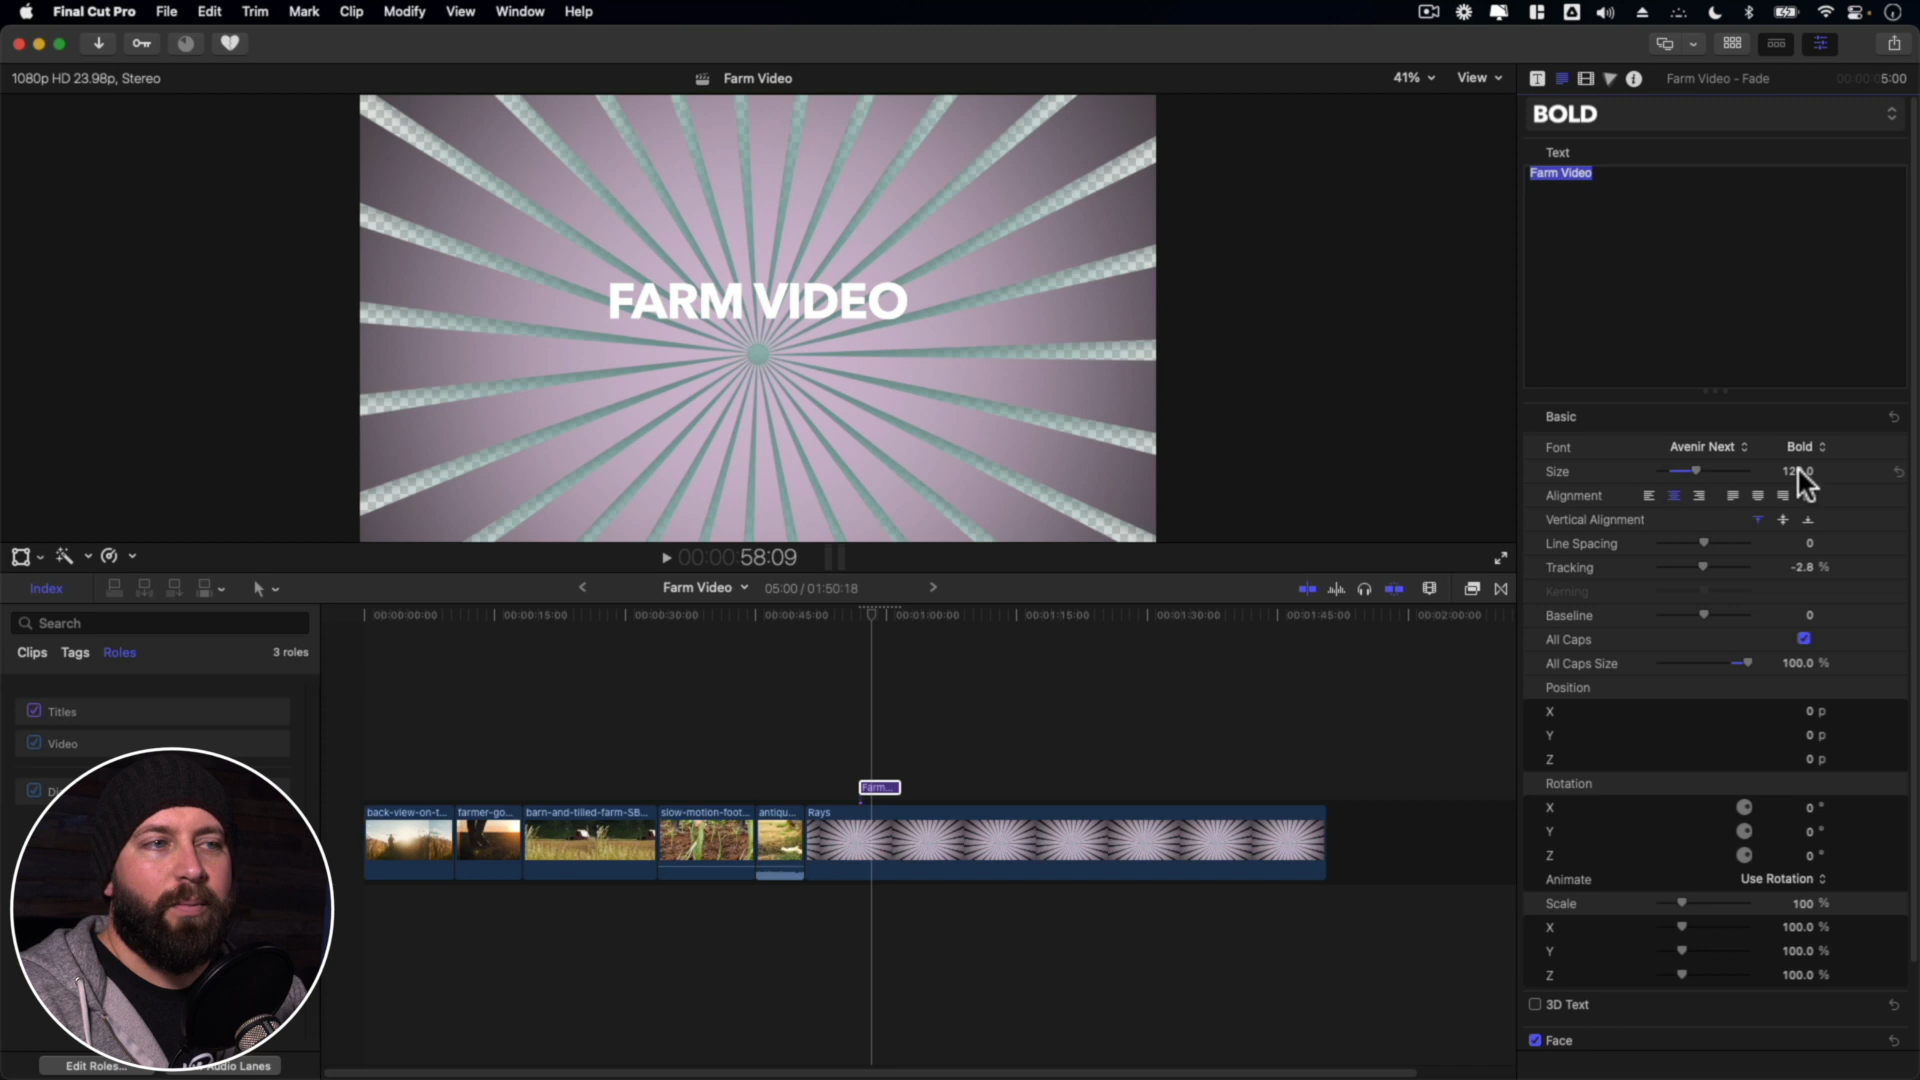 Final Cut Pro File Edit Trim Mark Clip Modify View Window Help
1080p HD 23.98p, Stereo
Farm Video
41%
View
Farm Video - Fade
00:00:05:00
BOLD
Text
Farm Video
FARM VIDEO
Basic
Font Avenir Next Bold
Size
Alignment
Vertical Alignment
Line Spacing 0
Tracking -2.8 %
Kerning
Baseline 0
All Caps
All Caps Size 100.0 %
Position
X 0 p
Y 0 p
Z 0 p
Rotation
X 0 °
Y 0 °
Z 0 °
Animate Use Rotation
Scale 100 %
X 100.0 %
Y 100.0 %
Z 100.0 %
3D Text
Face
00:00:58:09
Index
Farm Video
05:00 / 01:50:18
Search
Clips Tags Roles 3 roles
Titles
Video
Edit Roles...
Audio Lanes
00:00:00:00 00:00:15:00 00:00:30:00 00:00:45:00 00:01:00:00 00:01:15:00 00:01:30:00 00:01:45:00 00:02:00:00
Farm...
back-view-on-t... farmer-go... barn-and-tilled-farm-SB... slow-motion-foot... antiqu... Rays